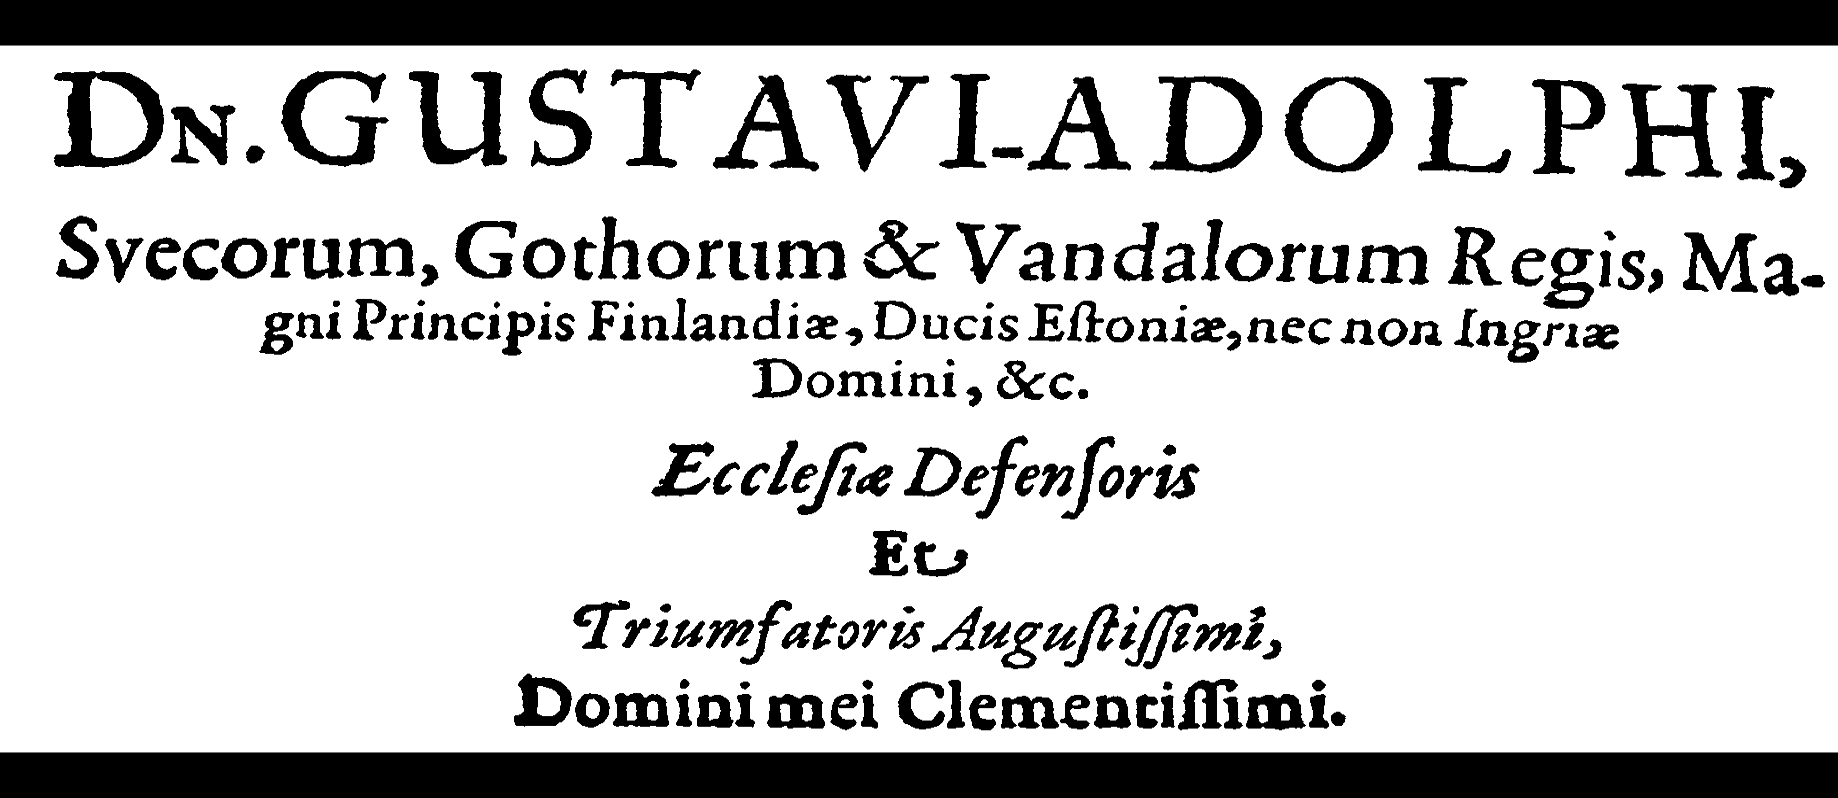 DN. GUSTAVI-ADOLPHI,
Svecorum, Gothorum & Vandalorum Regis, Ma-
gni Principis Finlandiæ, Ducis Eſtoniæ, nec non Ingriæ
Domini, &c.
Eccleſiæ Defenſoris
Et
Triumfatoris Auguſtiſſimi,
Domini mei Clementiſſimi.